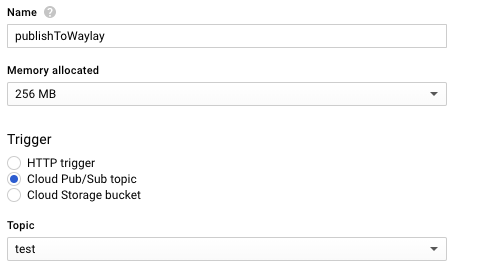 Name ?
publishToWaylay
Memory allocated
256 MB
Trigger
HTTP trigger
Cloud Pub/Sub topic
Cloud Storage bucket
Topic
test